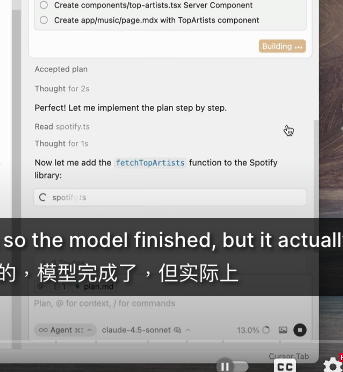 Create components/top-artists.tsx Server Component
Create app/music/page.mdx with TopArtists component
Building •••
Accepted plan
Thought for 2s
Perfect! Let me implement the plan step by step.
Read spotify.ts
Thought for 1s
Now let me add the fetchTopArtists function to the Spotify
library:
spotify.ts
so the model finished, but it actuall
的，模型完成了，但实际上
1 plan.md
Plan, @ for context, / for commands
Agent claude-4.5-sonnet 13.0%
Cursor Tab
CC